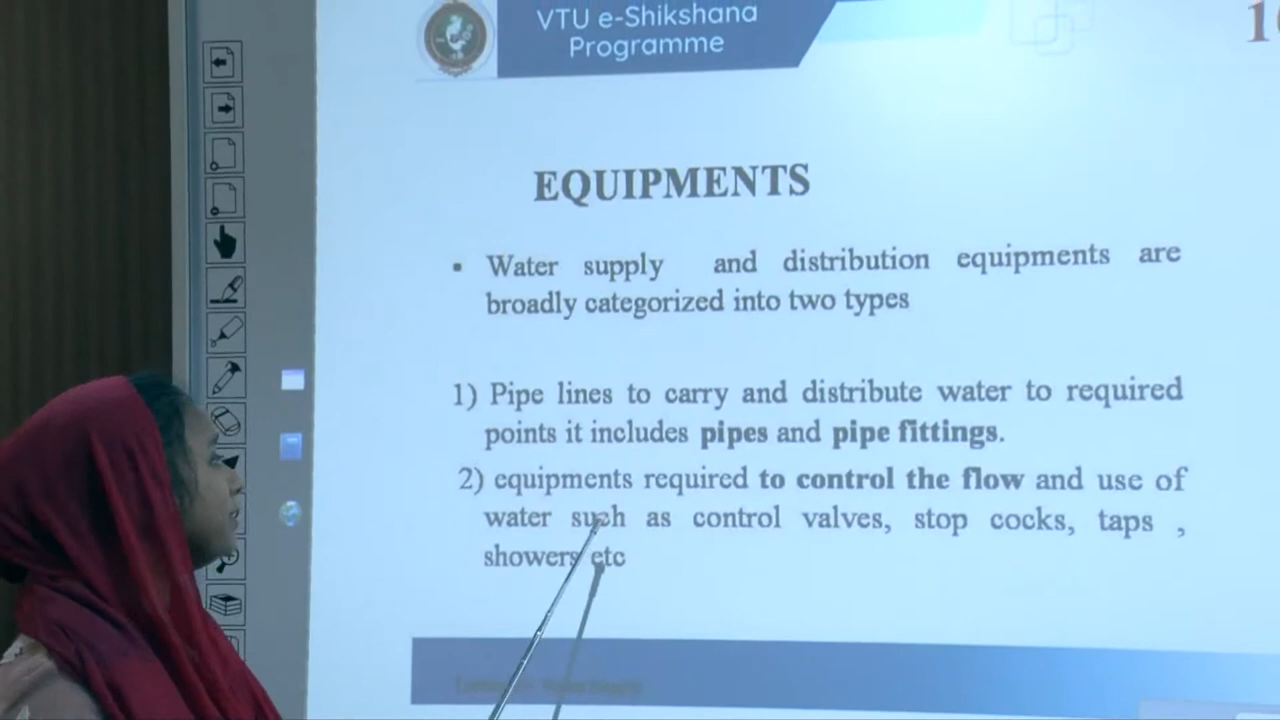 VTU e-Shikshana
Programme
EQUIPMENTS
▪ Water supply and distribution equipments are
broadly categorized into two types
1) Pipe lines to carry and distribute water to required
points it includes pipes and pipe fittings.
2) equipments required to control the flow and use of
water such as control valves, stop cocks, taps ,
showers etc